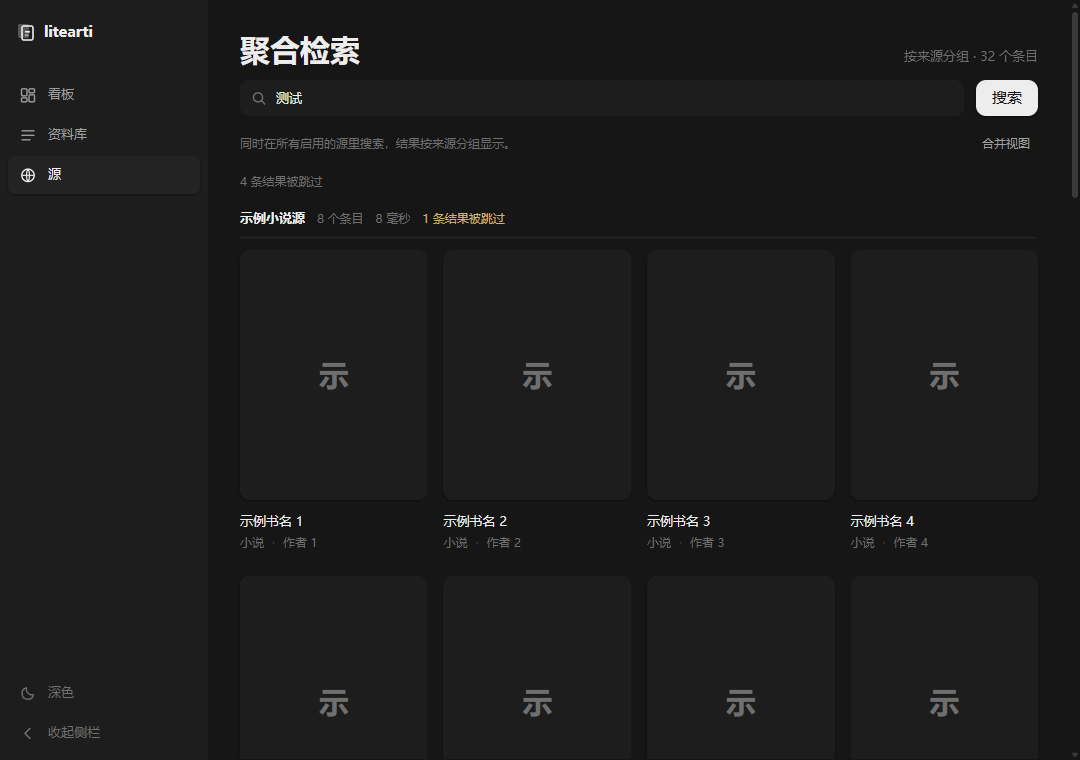 litearti
看板
资料库
源
深色
收起侧栏
聚合检索
按来源分组 · 32 个条目
测试
搜索
同时在所有启用的源里搜索，结果按来源分组显示。
合并视图
4 条结果被跳过
示例小说源 8 个条目 8 毫秒 1 条结果被跳过
示 示 示 示
示例书名 1 示例书名 2 示例书名 3 示例书名 4
小说 · 作者 1 小说 · 作者 2 小说 · 作者 3 小说 · 作者 4
示 示 示 示